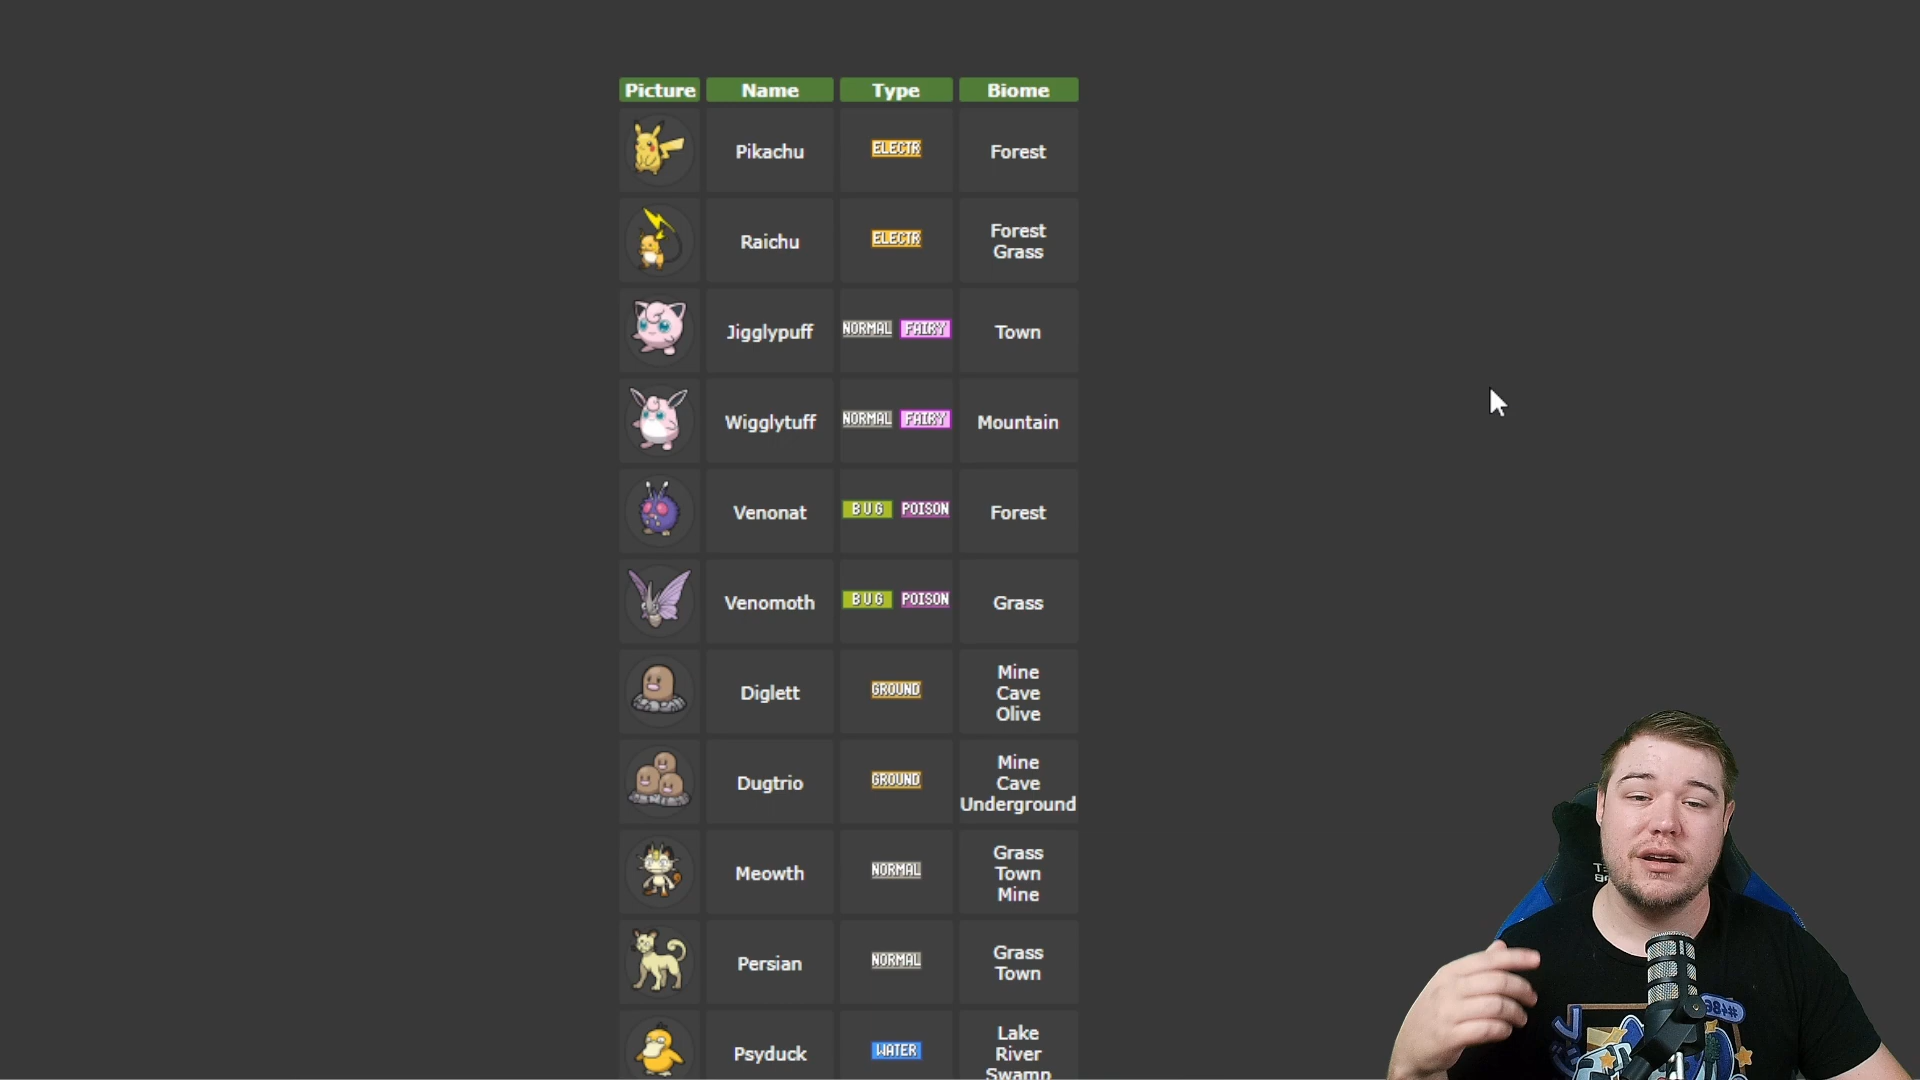 Picture Name Type Biome
Pikachu ELECTR Forest
Raichu ELECTR Forest
Grass
Jigglypuff NORMAL FAIRY Town
Wigglytuff NORMAL FAIRY Mountain
Venonat BUG POISON Forest
Venomoth BUG POISON Grass
Diglett GROUND Mine
Cave
Olive
Dugtrio GROUND Mine
Cave
Underground
Meowth NORMAL Grass
Town
Mine
Persian NORMAL Grass
Town
Psyduck WATER Lake
River
Swamp